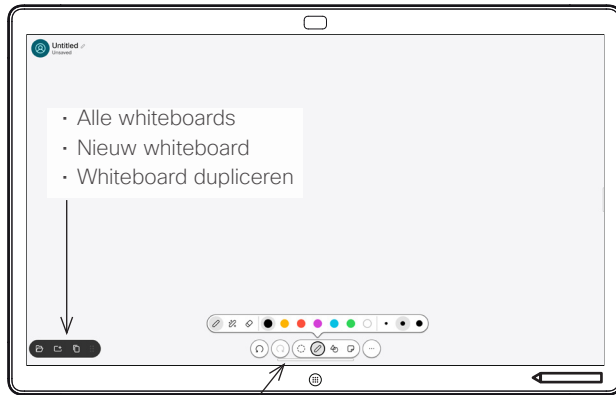 Untitled
Unsaved
• Alle whiteboards
• Nieuw whiteboard
• Whiteboard dupliceren